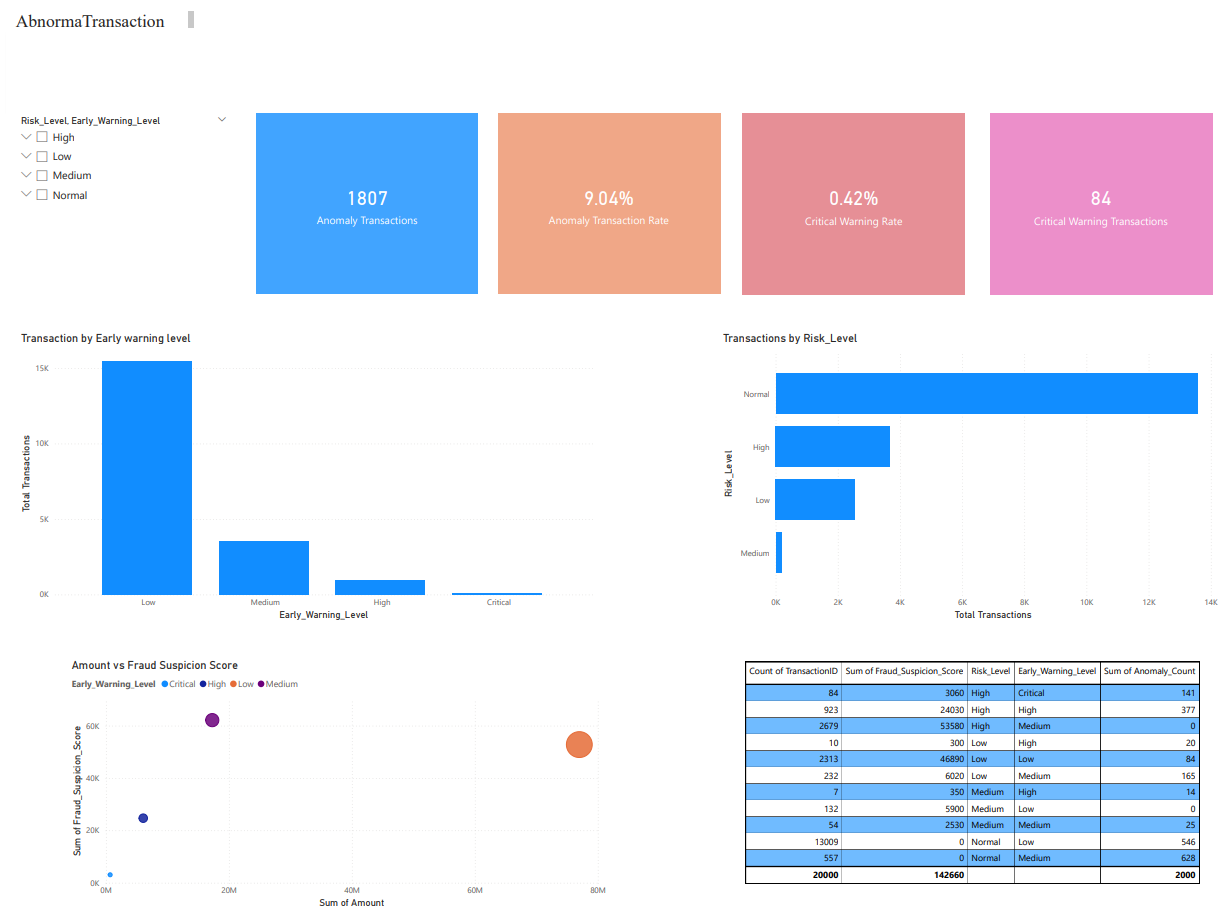 AbnormaTransaction
Risk_Level, Early_Warning_Level
High
Low
Medium
Normal
1807
Anomaly Transactions
9.04%
Anomaly Transaction Rate
0.42%
Critical Warning Rate
84
Critical Warning Transactions
Transaction by Early warning level
Total Transactions
15K
10K
5K
0K
Low Medium High Critical
Early_Warning_Level
Transactions by Risk_Level
Risk_Level
Normal
High
Low
Medium
0K 2K 4K 6K 8K 10K 12K 14K
Total Transactions
Amount vs Fraud Suspicion Score
Early_Warning_Level Critical High Low Medium
Sum of Fraud_Suspicion_Score
60K
40K
20K
0K
0M 20M 40M 60M 80M
Sum of Amount
Count of TransactionID Sum of Fraud_Suspicion_Score Risk_Level Early_Warning_Level Sum of Anomaly_Count
84 3060 High Critical 141
923 24030 High High 377
2679 53580 High Medium 0
10 300 Low High 20
2313 46890 Low Low 84
232 6020 Low Medium 165
7 350 Medium High 14
132 5900 Medium Low 0
54 2530 Medium Medium 25
13009 0 Normal Low 546
557 0 Normal Medium 628
20000 142660 2000